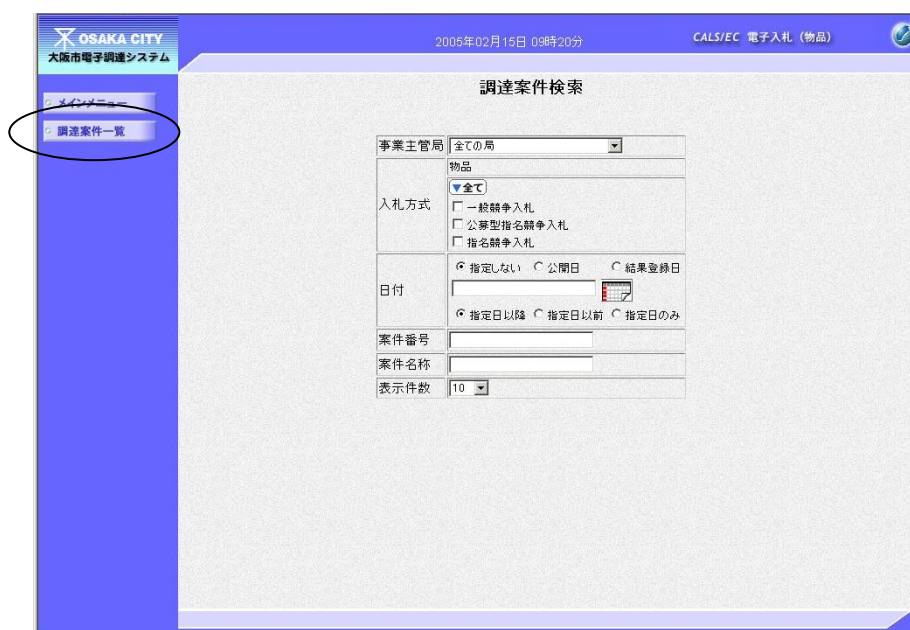 OSAKA CITY
大阪市電子調達システム
2005年02月15日 09時20分
CALS/EC 電子入札（物品）
メインメニュー
調達案件一覧
調達案件検索
事業主管局 全ての局
物品
入札方式
▼全て
一般競争入札
公募型指名競争入札
指名競争入札
日付
指定しない 公開日 結果登録日
指定日以降 指定日以前 指定日のみ
案件番号
案件名称
表示件数 10